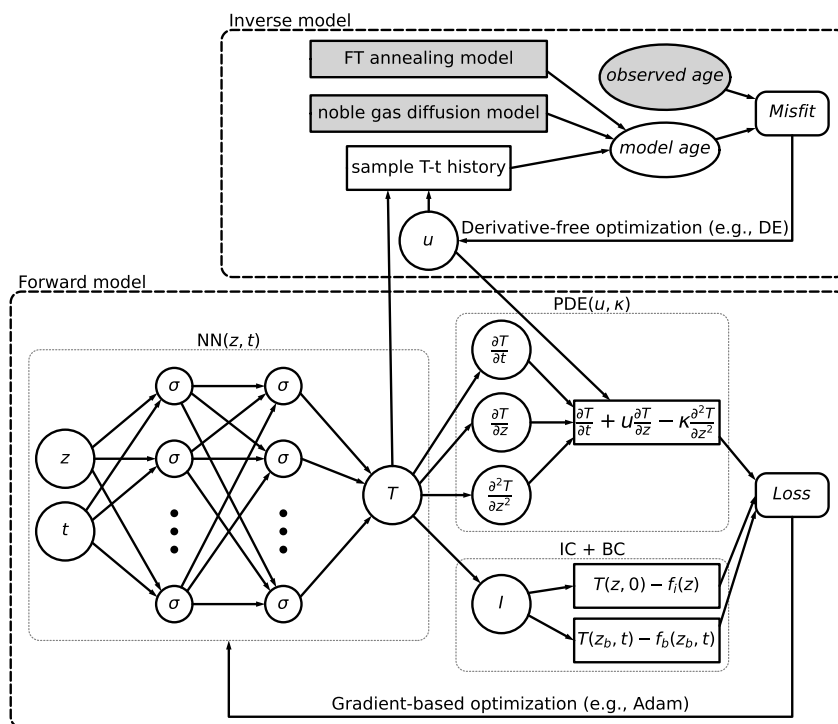 Inverse model
FT annealing model
observed age
noble gas diffusion model
Misfit
model age
sample T-t history
u
Derivative-free optimization (e.g., DE)
Forward model
NN(z, t)
PDE(u, κ)
σ
σ
∂T/∂t
z
σ
σ
∂T/∂z
∂T/∂t + u ∂T/∂z − κ ∂²T/∂z²
t
T
∂²T/∂z²
Loss
IC + BC
σ
σ
I
T(z, 0) − fᵢ(z)
T(z_b, t) − f_b(z_b, t)
Gradient-based optimization (e.g., Adam)